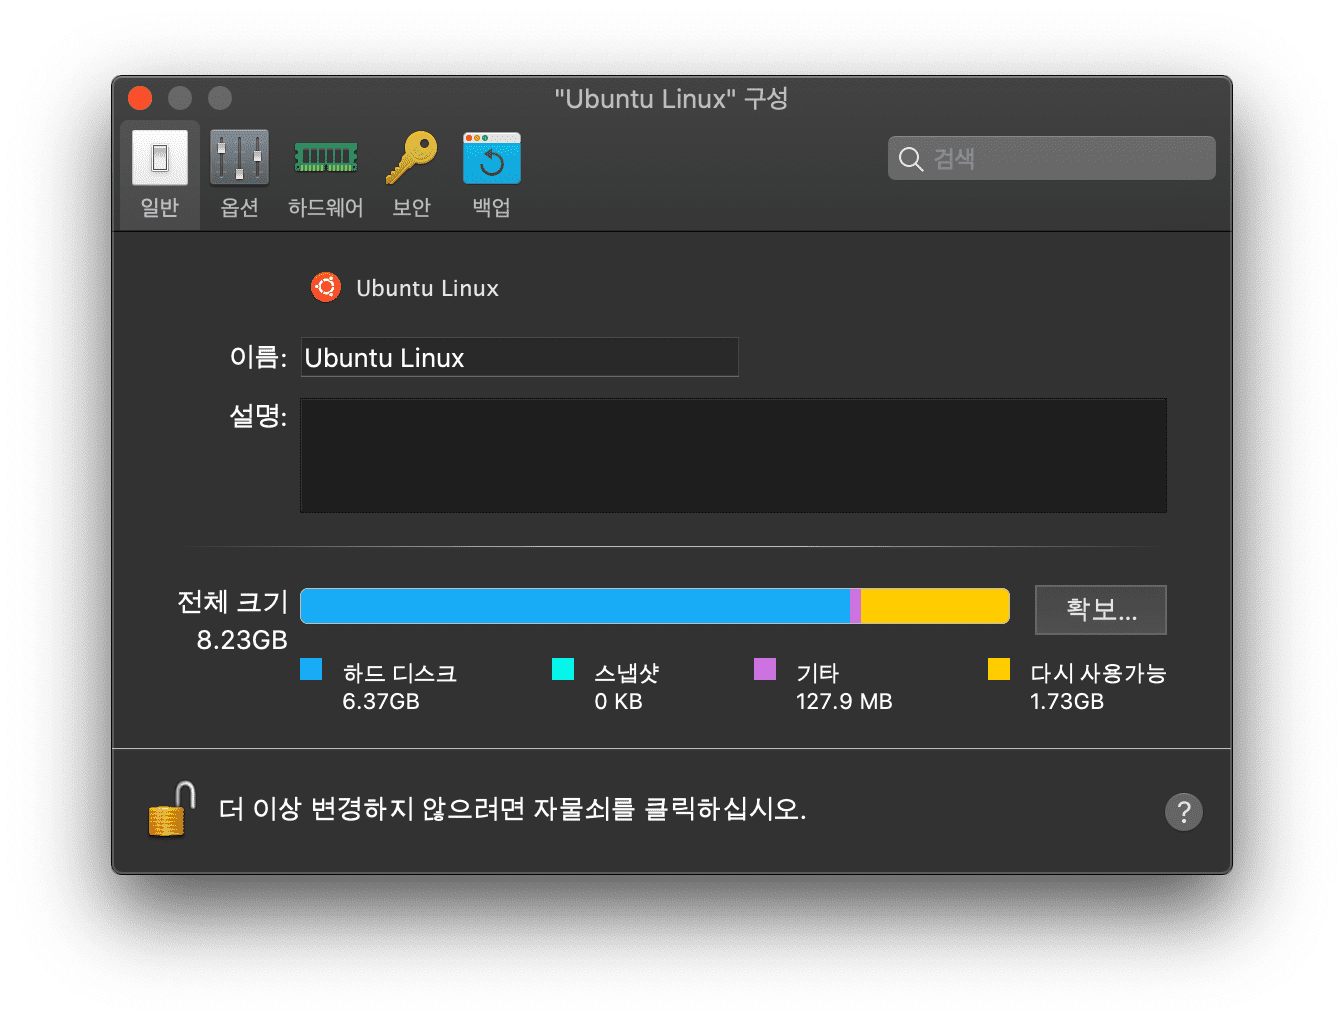 "Ubuntu Linux" 구성
일반 옵션 하드웨어 보안 백업
검색
Ubuntu Linux
이름: Ubuntu Linux
설명:
전체 크기
8.23GB
확보...
하드 디스크 스냅샷 기타 다시 사용가능
6.37GB 0 KB 127.9 MB 1.73GB
더 이상 변경하지 않으려면 자물쇠를 클릭하십시오.
?